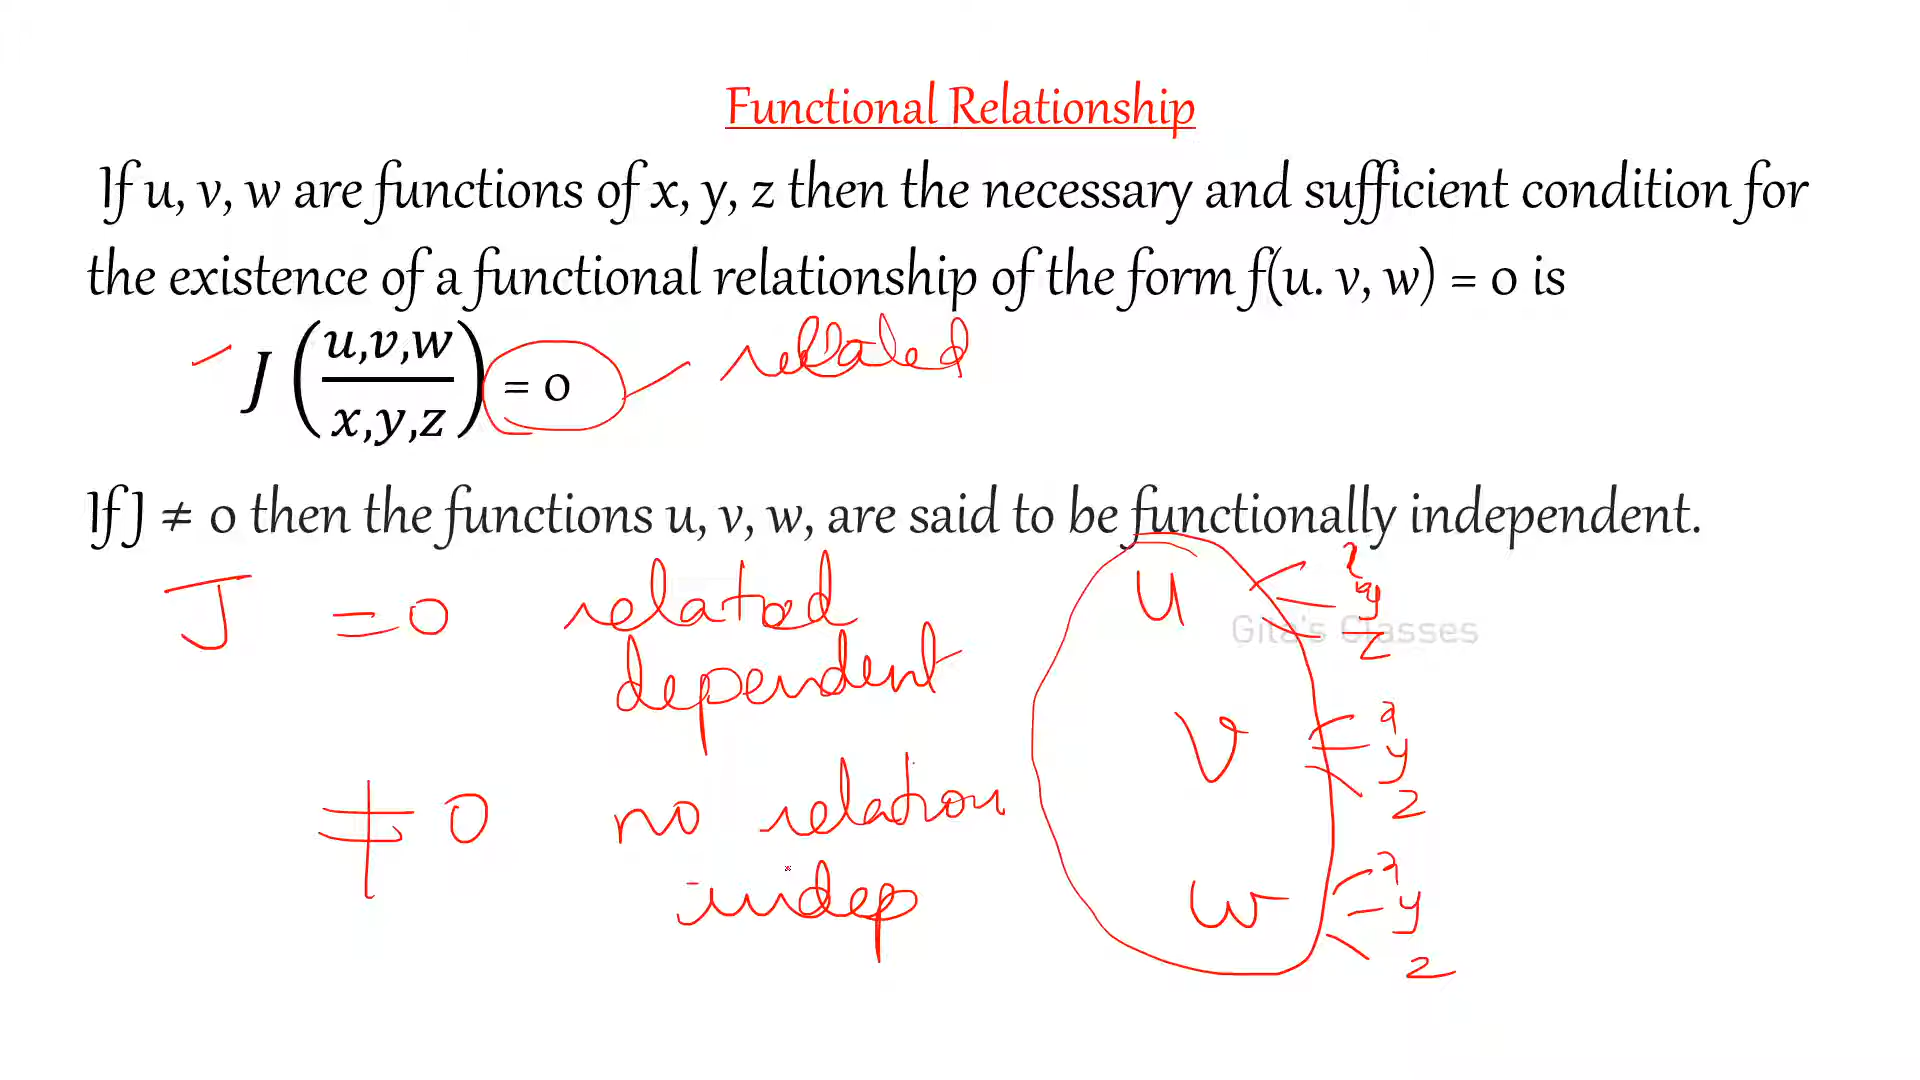 Functional Relationship
If u, v, w are functions of x, y, z then the necessary and sufficient condition for
the existence of a functional relationship of the form f(u. v, w) = 0 is
J (u,v,w / x,y,z) = 0 related
If J ≠ 0 then the functions u, v, w, are said to be functionally independent.
J = 0 related
dependent
≠ 0 no relation
indep
u x y z
Gita's Classes
v x y z
w x y z